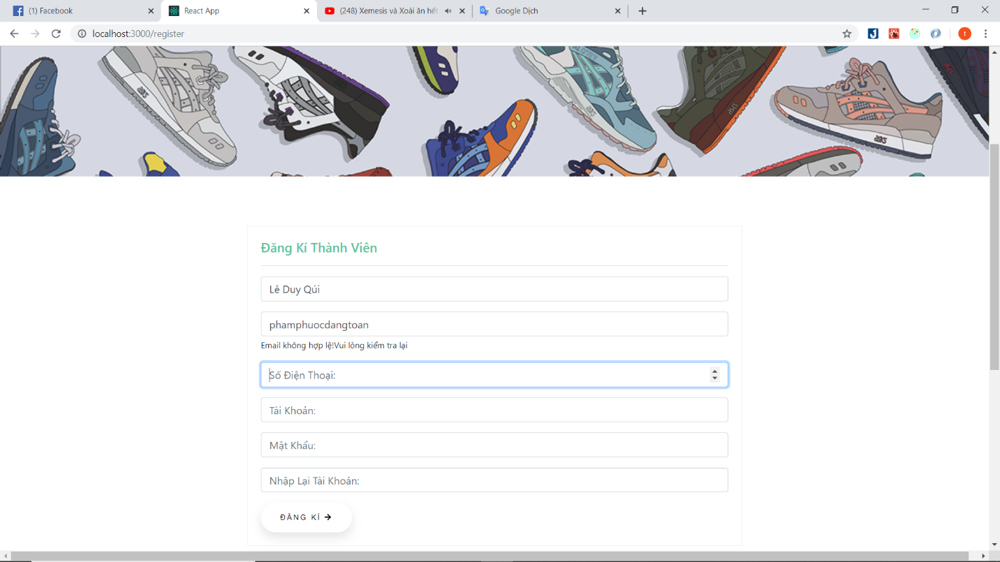 (1) Facebook
React App
(248) Xemesis và Xoài ăn hết
Google Dịch
localhost:3000/register
t
asics
Đăng Kí Thành Viên
Lê Duy Qúi
phamphuocdangtoan
Email không hợp lệ!Vui lòng kiểm tra lại
Số Điện Thoại:
Tài Khoản:
Mật Khẩu:
Nhập Lại Tài Khoản:
ĐĂNG KÍ